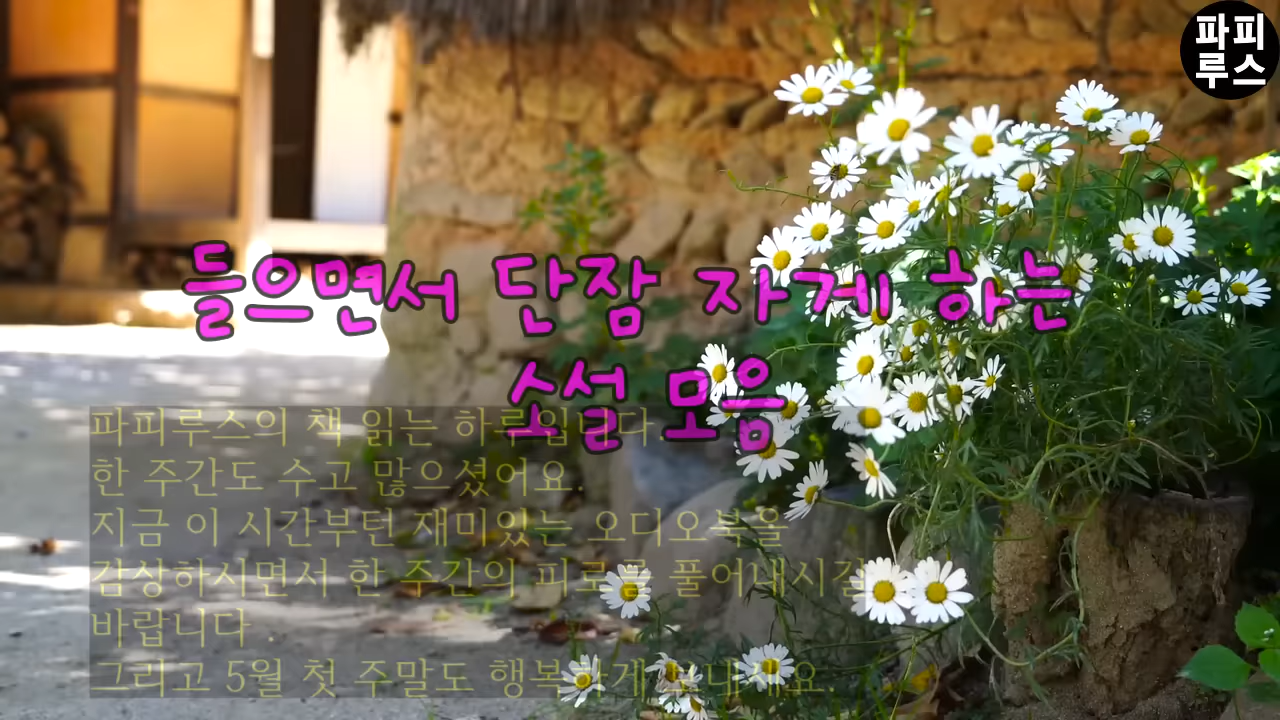 파피
루스
들으면서 단잠 자게 하는
소설 모음
파피루스의 책 읽는 하루입니다.
한 주간도 수고 많으셨어요.
지금 이 시간부턴 재미있는 오디오북을
감상하시면서 한 주간의 피로를 풀어내시길
바랍니다
그리고 5월 첫 주말도 행복하게 보내세요.